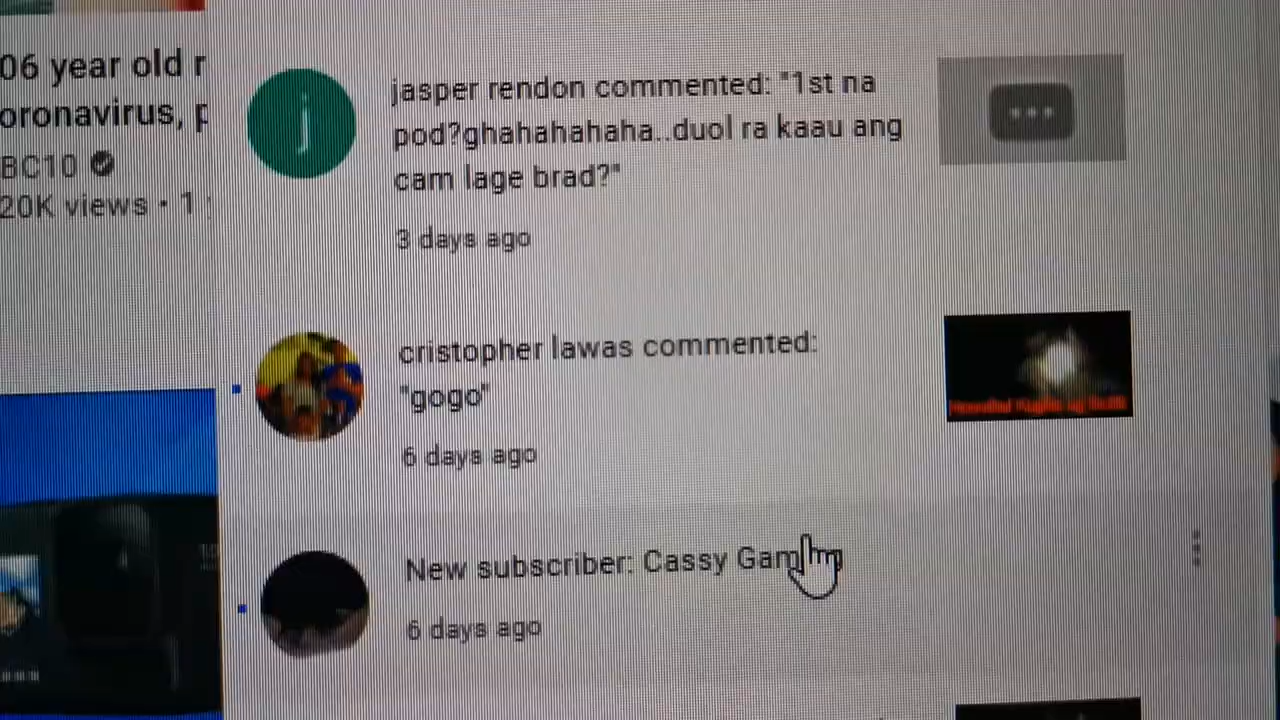 06 year old r
oronavirus, p
BC10
20K views • 1
j
jasper rendon commented: "1st na
pod?ghahahahaha..duol ra kaau ang
cam lage brad?"
3 days ago
cristopher lawas commented:
"gogo"
6 days ago
New subscriber: Cassy
6 days ago